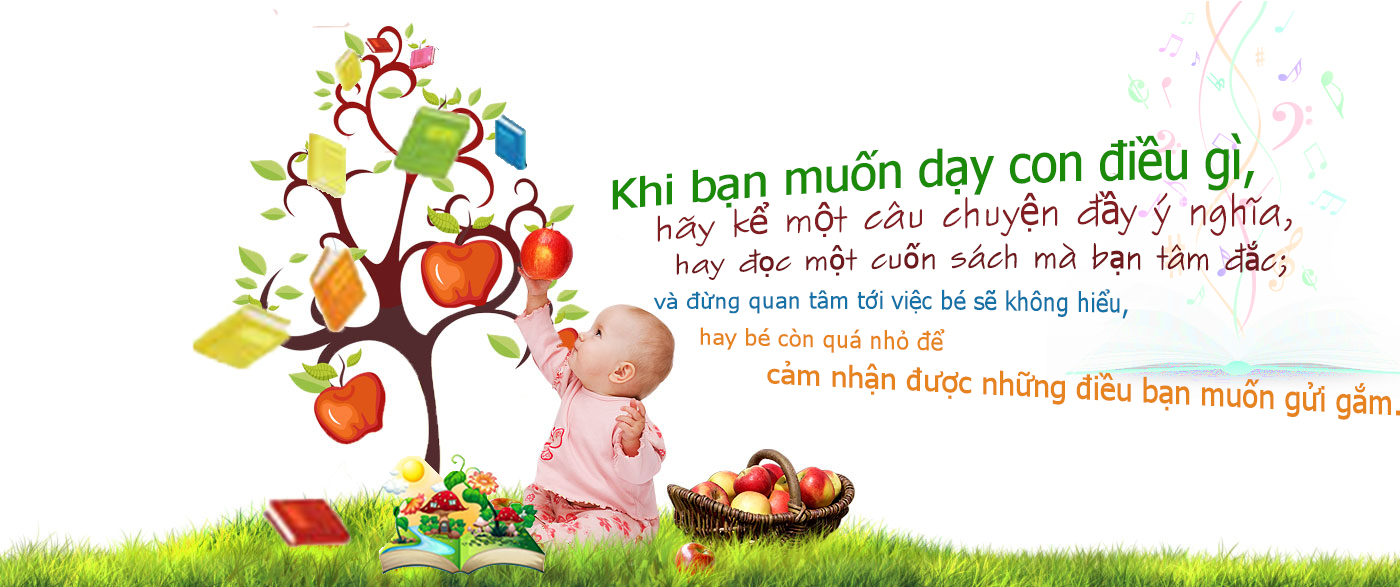 Khi bạn muốn dạy con điều gì,
hãy kể một câu chuyện đầy ý nghĩa,
hay đọc một cuốn sách mà bạn tâm đắc;
và đừng quan tâm tới việc bé sẽ không hiểu,
hay bé còn quá nhỏ để
cảm nhận được những điều bạn muốn gửi gắm.